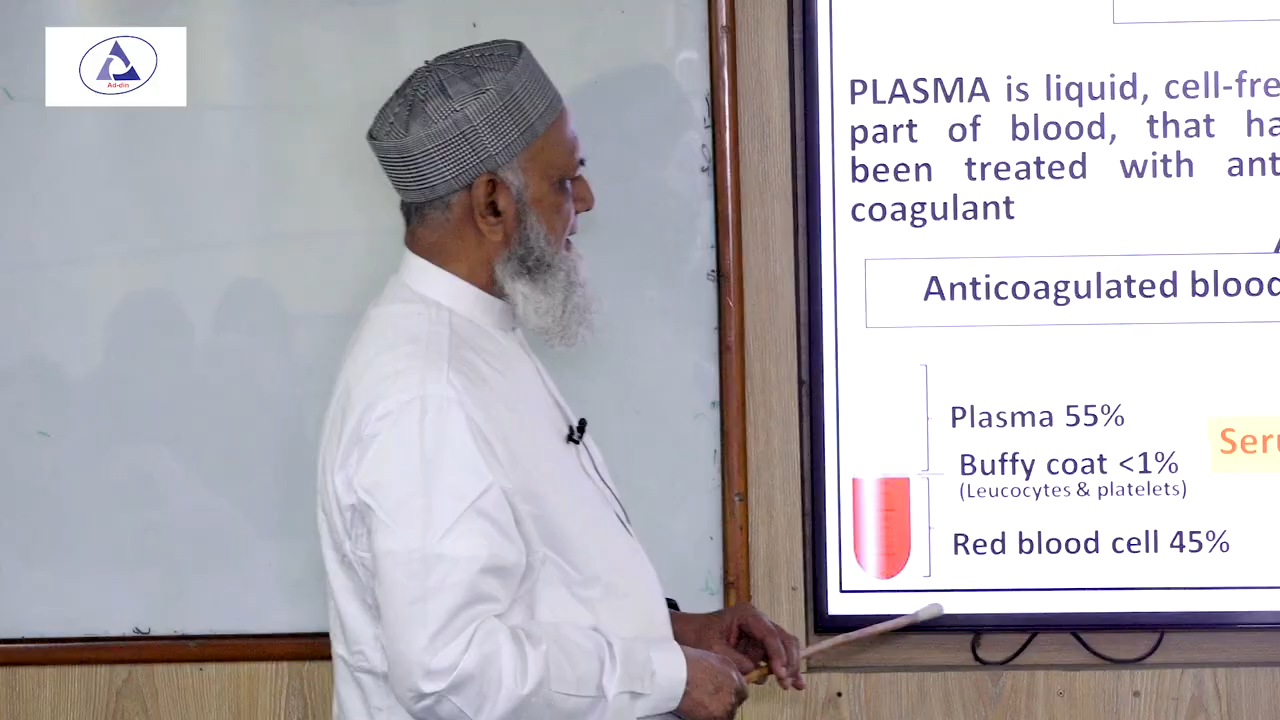 Ad-din
PLASMA is liquid, cell-fre
part of blood, that ha
been treated with ant
coagulant
Anticoagulated blood
Plasma 55%
Buffy coat <1%
(Leucocytes & platelets)
Seru
Red blood cell 45%